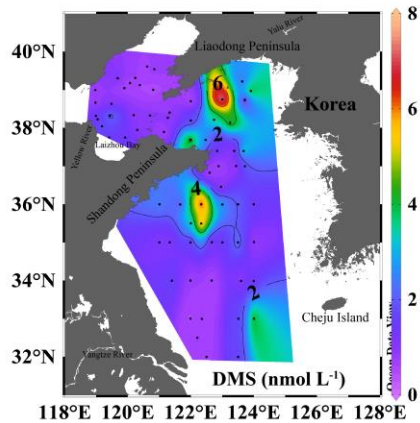 8
40°N
Liaodong Peninsula
Yalu River
6
Korea
38°N
2
Yellow River
Laizhou Bay
Shandong Peninsula
6
4
36°N
4
34°N
2
Cheju Island
2
Yangtze River
32°N
DMS (nmol L⁻¹)
Ocean Data View
0
118°E 120°E 122°E 124°E 126°E 128°E